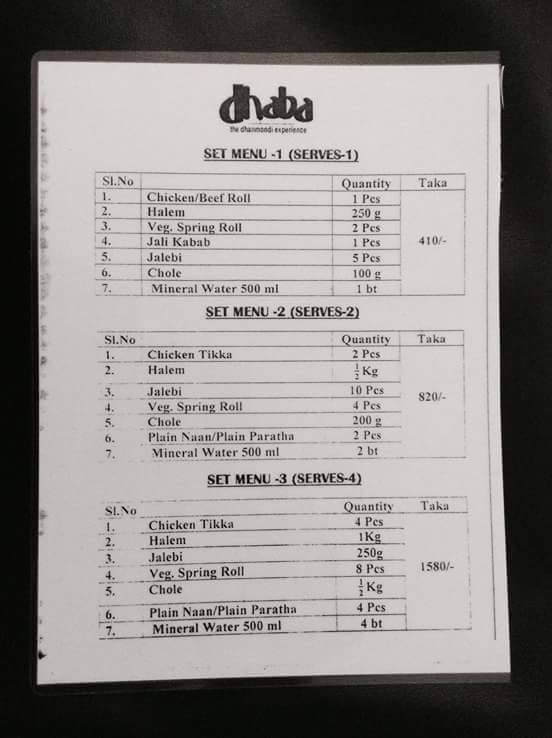 dhaba
the dhanmondi experience
SET MENU -1 (SERVES-1)
Sl.No Quantity Taka
1. Chicken/Beef Roll 1 Pcs
2. Halem 250 g
3. Veg. Spring Roll 2 Pcs
4. Jali Kabab 1 Pcs 410/-
5. Jalebi 5 Pcs
6. Chole 100 g
7. Mineral Water 500 ml 1 bt
SET MENU -2 (SERVES-2)
Sl.No Quantity Taka
1. Chicken Tikka 2 Pcs
2. Halem ½Kg
3. Jalebi 10 Pcs 820/-
4. Veg. Spring Roll 4 Pcs
5. Chole 200 g
6. Plain Naan/Plain Paratha 2 Pcs
7. Mineral Water 500 ml 2 bt
SET MENU -3 (SERVES-4)
Sl.No Quantity Taka
1. Chicken Tikka 4 Pcs
2. Halem 1Kg
3. Jalebi 250g
4. Veg. Spring Roll 8 Pcs 1580/-
5. Chole ½Kg
6. Plain Naan/Plain Paratha 4 Pcs
7. Mineral Water 500 ml 4 bt